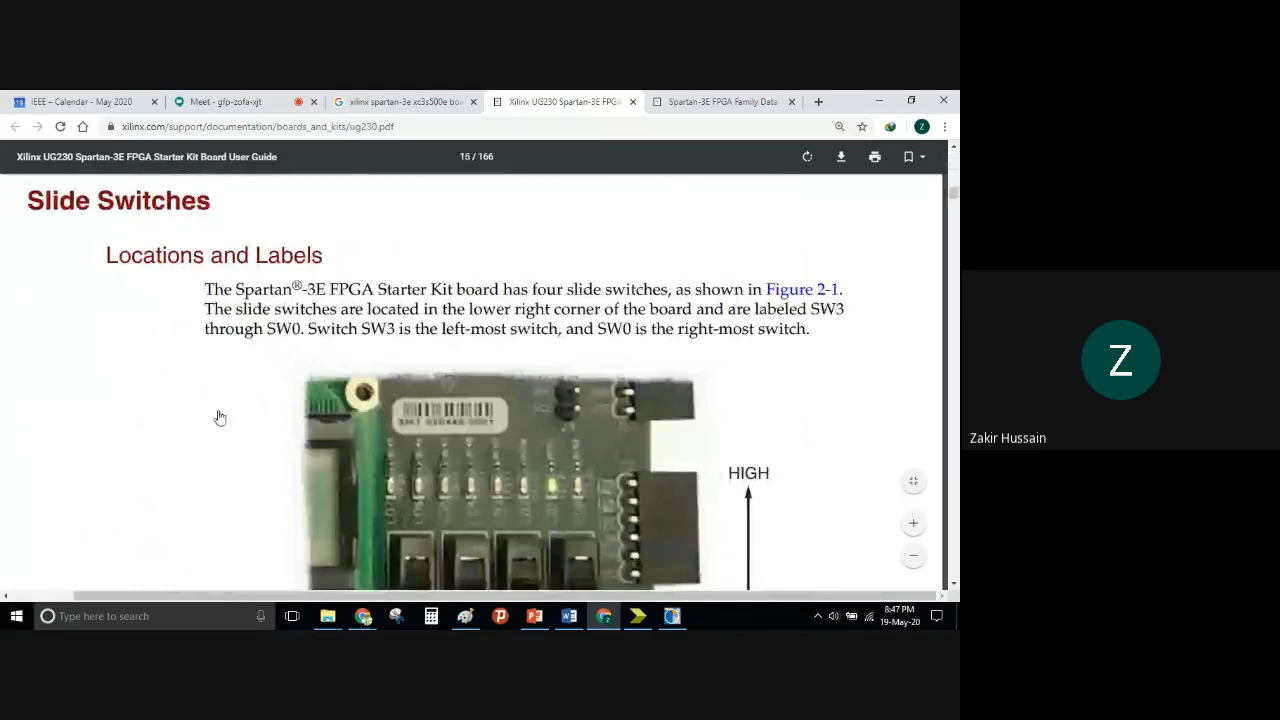 IEEE – Calendar - May 2020
Meet - gfp-zofa-xjt
xilinx spartan-3e xc3s500e boa
Xilinx UG230 Spartan-3E FPGA
Spartan-3E FPGA Family Data
xilinx.com/support/documentation/boards_and_kits/ug230.pdf
Z
Xilinx UG230 Spartan-3E FPGA Starter Kit Board User Guide
15 / 166
Slide Switches
Locations and Labels
The Spartan®-3E FPGA Starter Kit board has four slide switches, as shown in Figure 2-1.
The slide switches are located in the lower right corner of the board and are labeled SW3
through SW0. Switch SW3 is the left-most switch, and SW0 is the right-most switch.
HIGH
Z
Zakir Hussain
Type here to search
8:47 PM
19-May-20